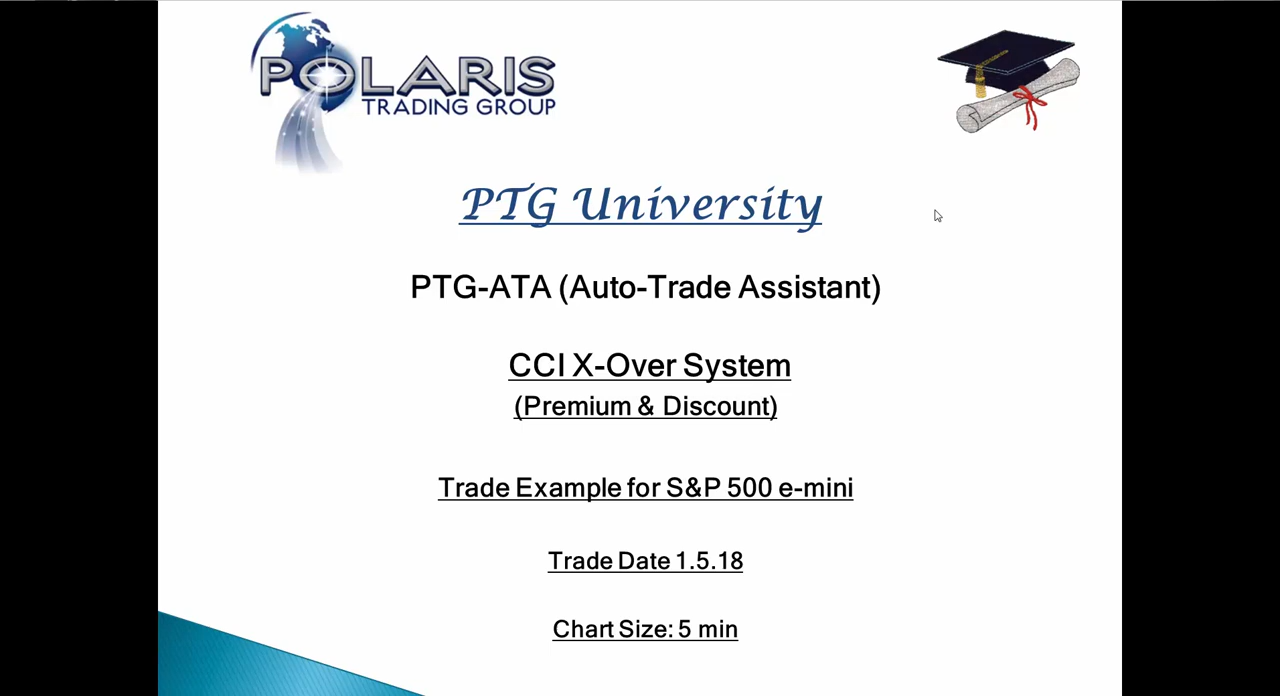 POLARIS
TRADING GROUP
PTG University
PTG-ATA (Auto-Trade Assistant)
CCI X-Over System
(Premium & Discount)
Trade Example for S&P 500 e-mini
Trade Date 1.5.18
Chart Size: 5 min